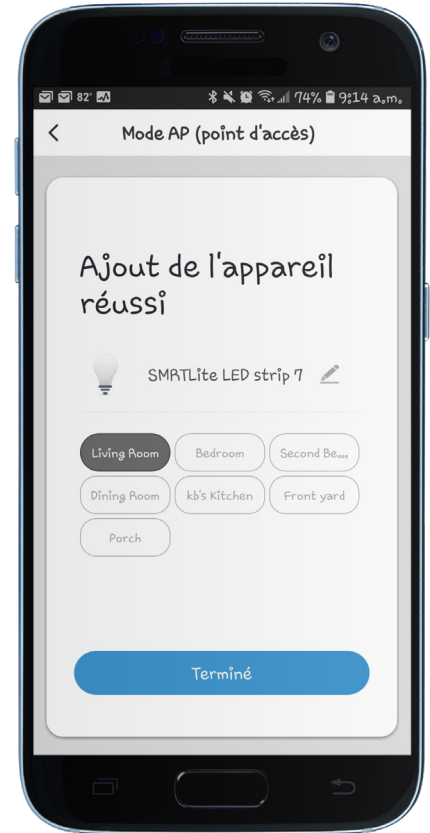 82° 74% 9:14 a.m.
Mode AP (point d'accès)
Ajout de l'appareil
réussi
SMRTLite LED strip 7
Living Room Bedroom Second Be...
Dining Room kb's Kitchen Front yard
Porch
Terminé